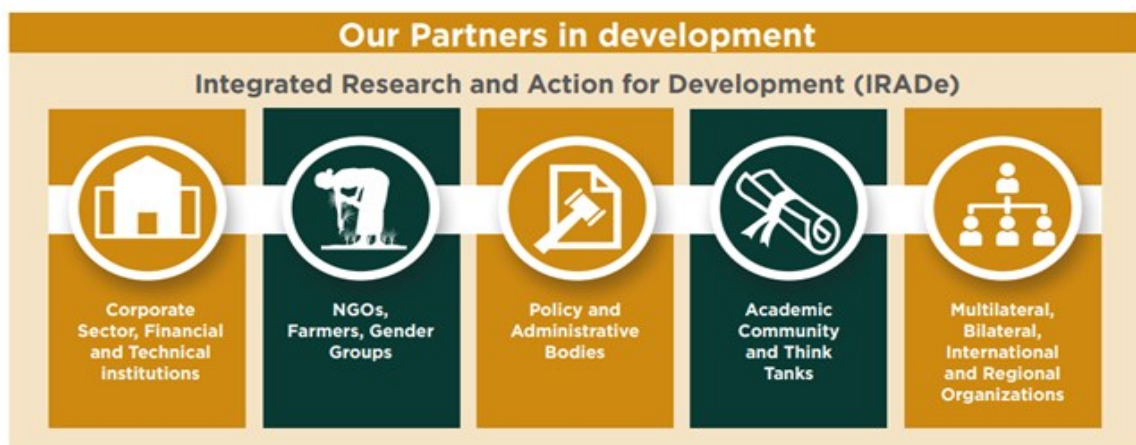 Our Partners in development
Integrated Research and Action for Development (IRADe)
Corporate
Sector, Financial
and Technical
institutions
NGOs,
Farmers, Gender
Groups
Policy and
Administrative
Bodies
Academic
Community
and Think
Tanks
Multilateral,
Bilateral,
International
and Regional
Organizations